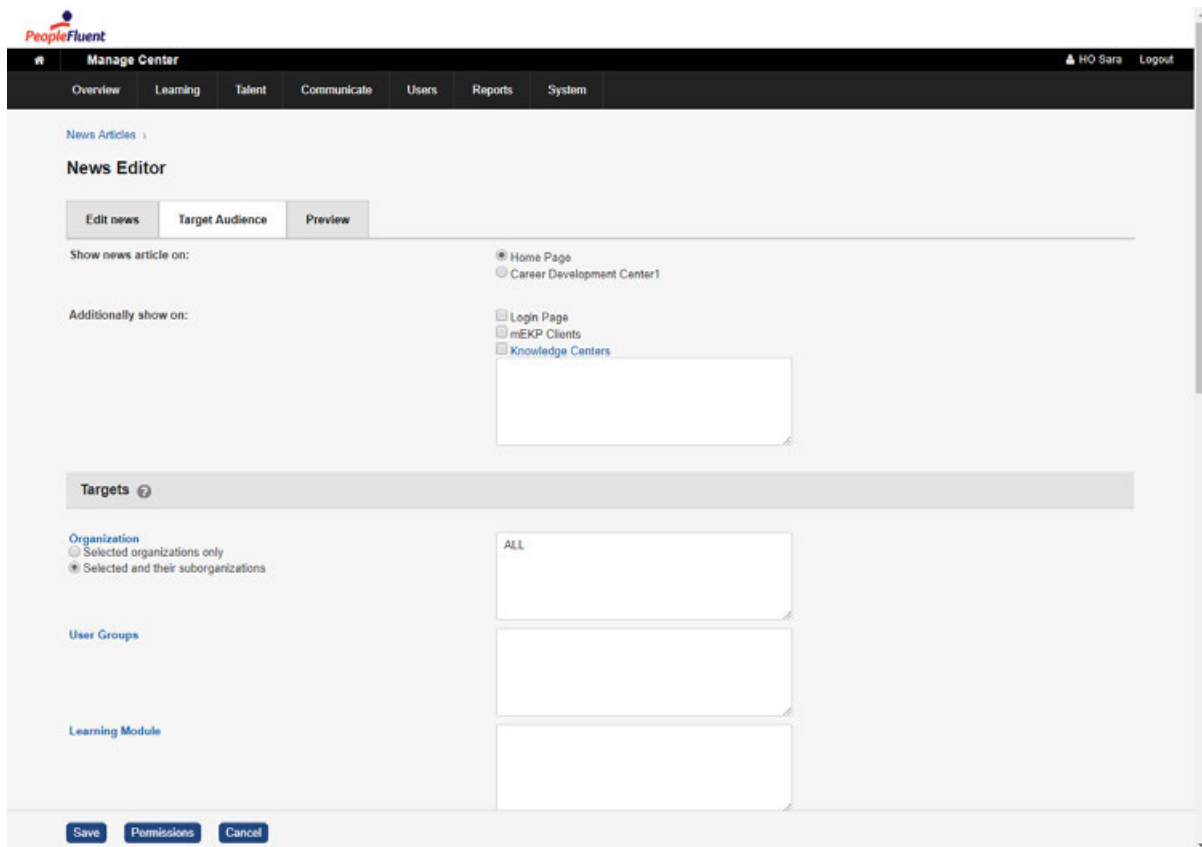 PeopleFluent
Manage Center HO Sara Logout
Overview Learning Talent Communicate Users Reports System
News Articles ›
News Editor
Edit news Target Audience Preview
Show news article on: Home Page
Career Development Center1
Additionally show on: Login Page
mEKP Clients
Knowledge Centers
Targets ?
Organization
ALL
Selected organizations only
Selected and their suborganizations
User Groups
Learning Module
Save Permissions Cancel